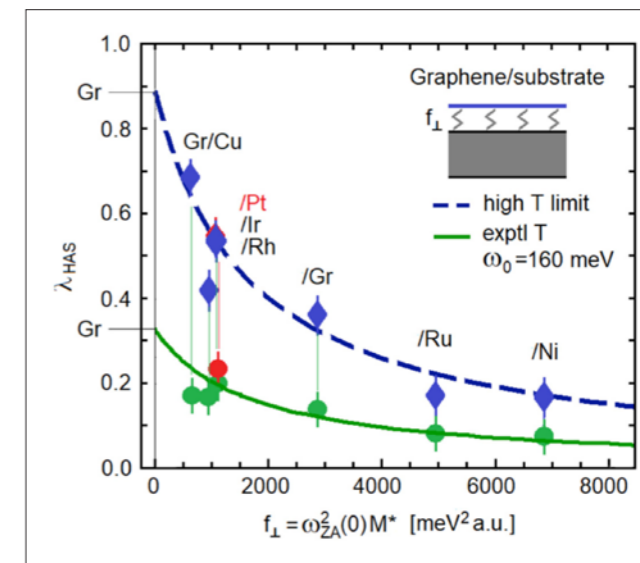 1.0
Graphene/substrate
Gr
f⊥
0.8
Gr/Cu
high T limit
/Pt
exptl T
0.6
/Ir
ω₀ =160 meV
/Rh
λHAS
0.4
/Gr
Gr
/Ru
/Ni
0.2
0.0
0 2000 4000 6000 8000
f⊥ = ω²ZA(0) M* [meV² a.u.]